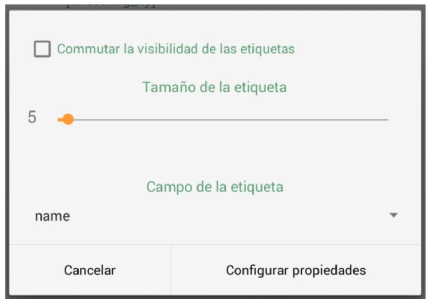 Commutar la visibilidad de las etiquetas
Tamaño de la etiqueta
5
Campo de la etiqueta
name
Cancelar
Configurar propiedades